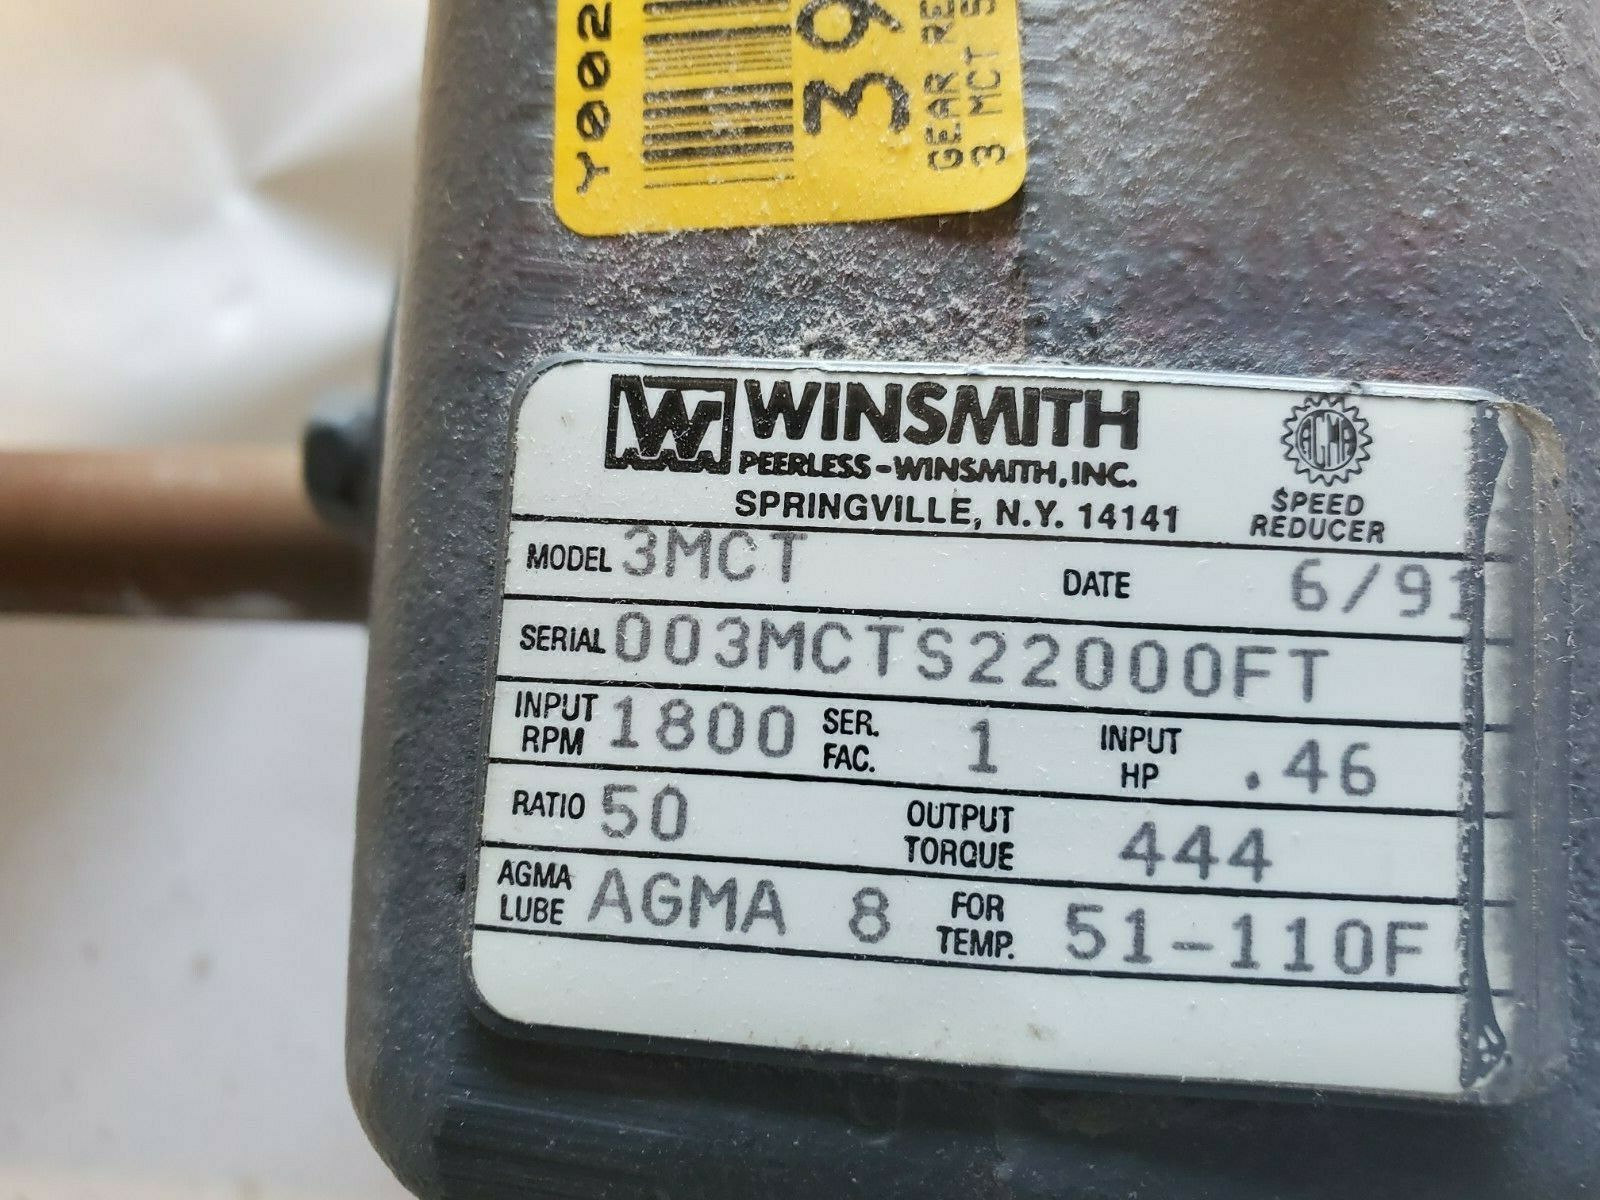 Y002
39
GEAR RE
3 MCT 5
W WINSMITH
PEERLESS-WINSMITH, INC.
SPRINGVILLE, N.Y. 14141
AGMA
SPEED
REDUCER
MODEL 3MCT DATE 6/91
SERIAL 003MCTS22000FT
INPUT RPM 1800 SER. FAC. 1 INPUT HP .46
RATIO 50 OUTPUT TORQUE 444
AGMA LUBE AGMA 8 FOR TEMP. 51-110F